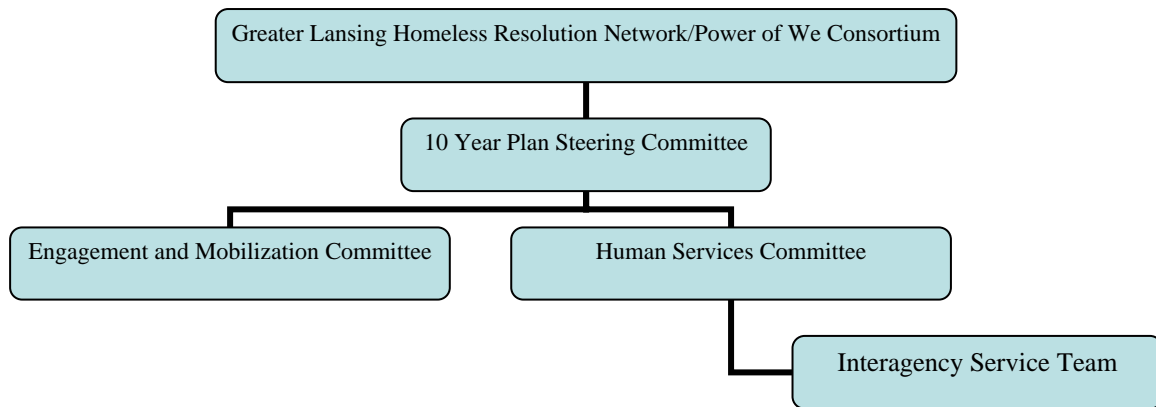 Greater Lansing Homeless Resolution Network/Power of We Consortium
10 Year Plan Steering Committee
Engagement and Mobilization Committee
Human Services Committee
Interagency Service Team